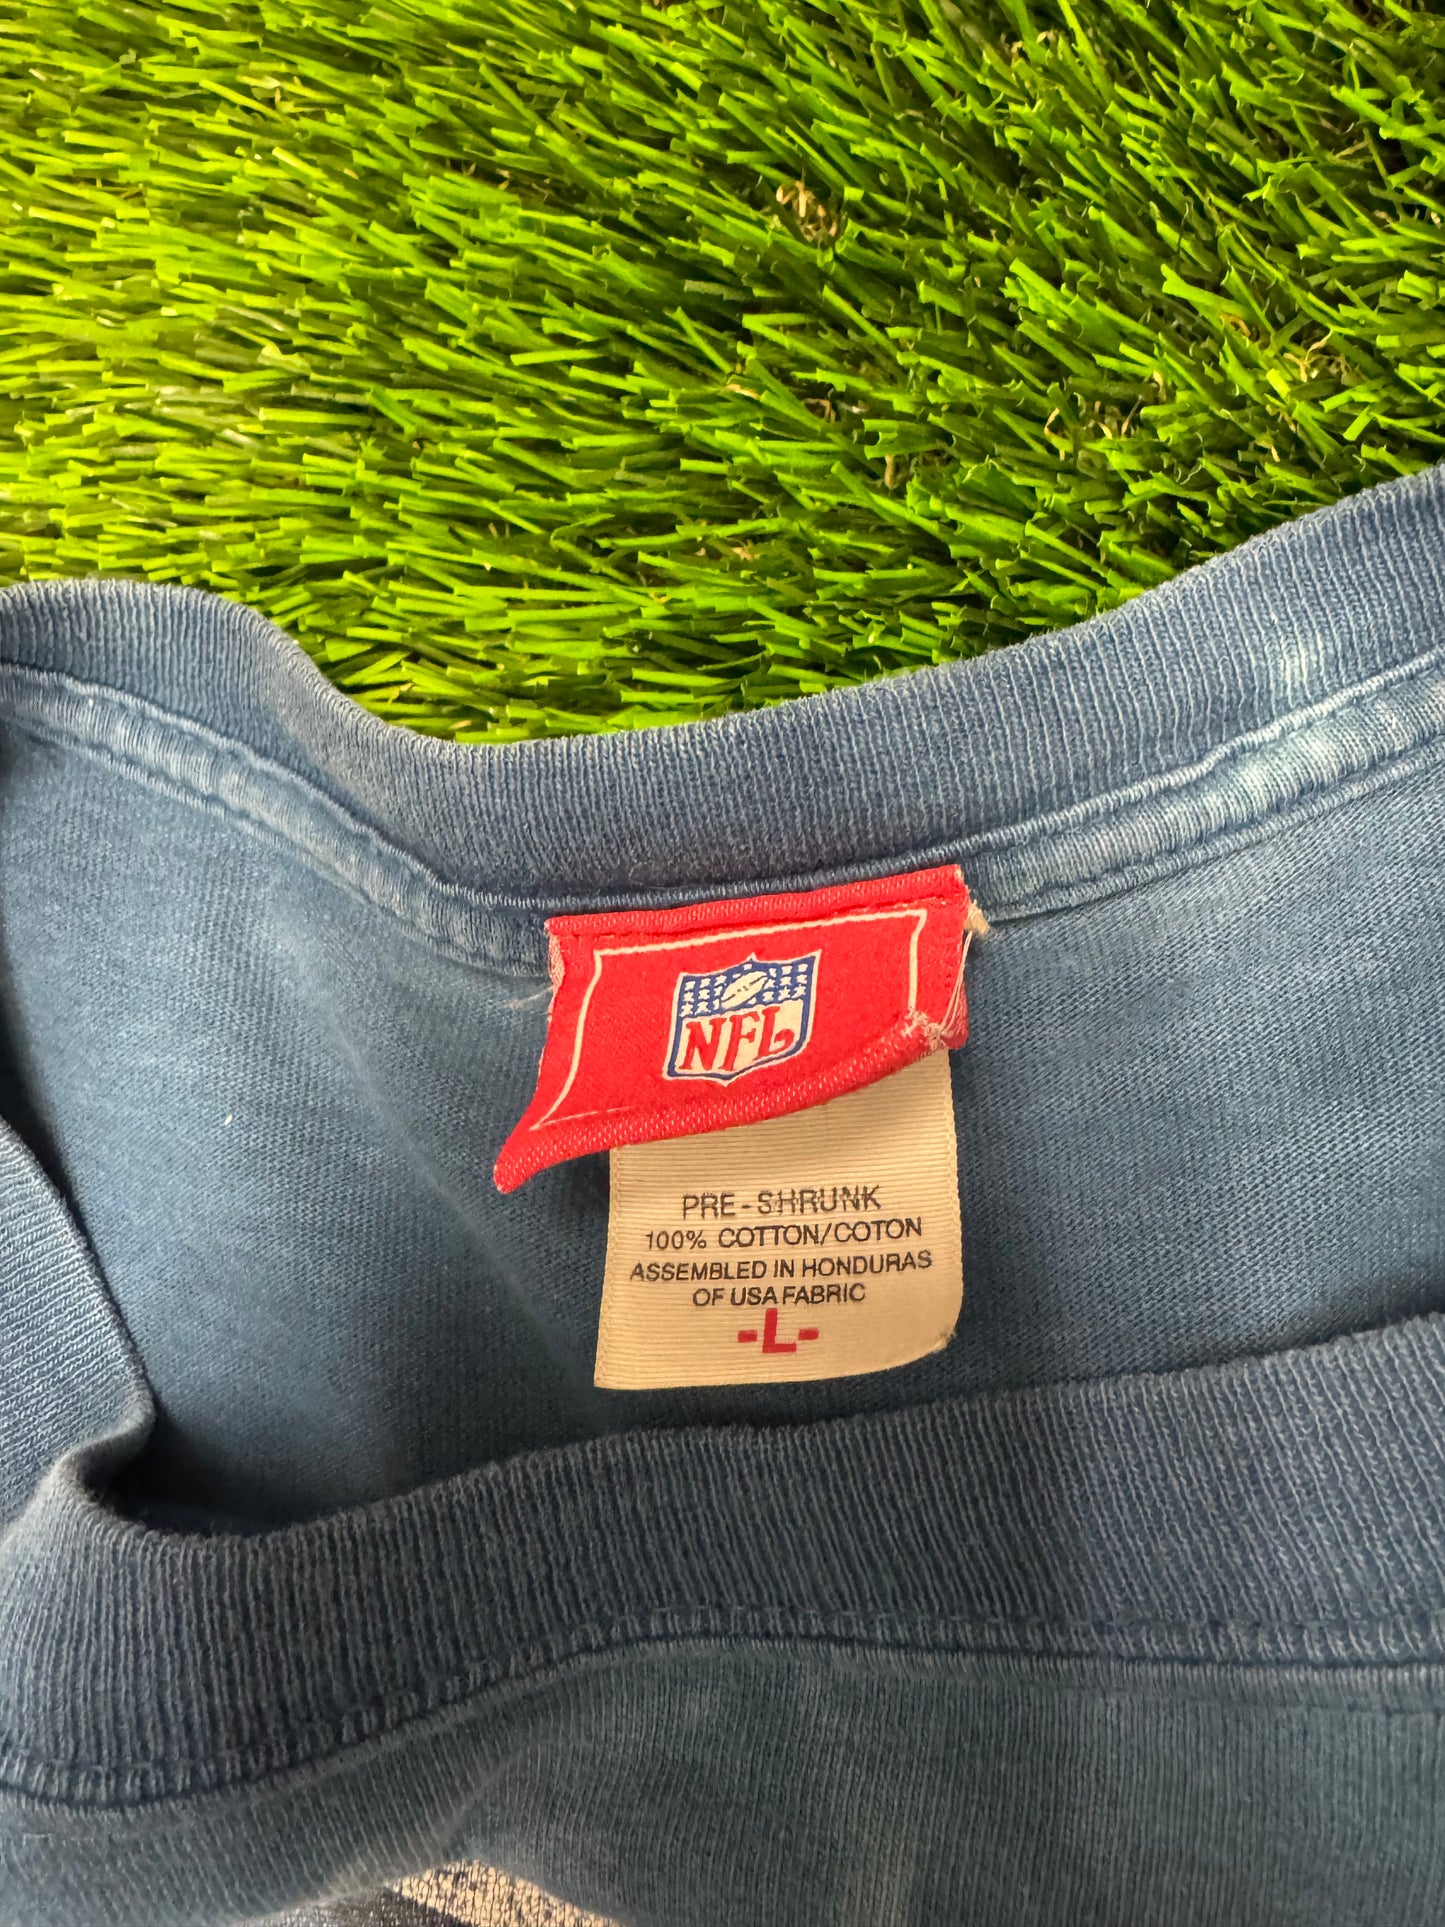 NFL
PRE-SHRUNK
100% COTTON/COTON
ASSEMBLED IN HONDURAS
OF USA FABRIC
-L-